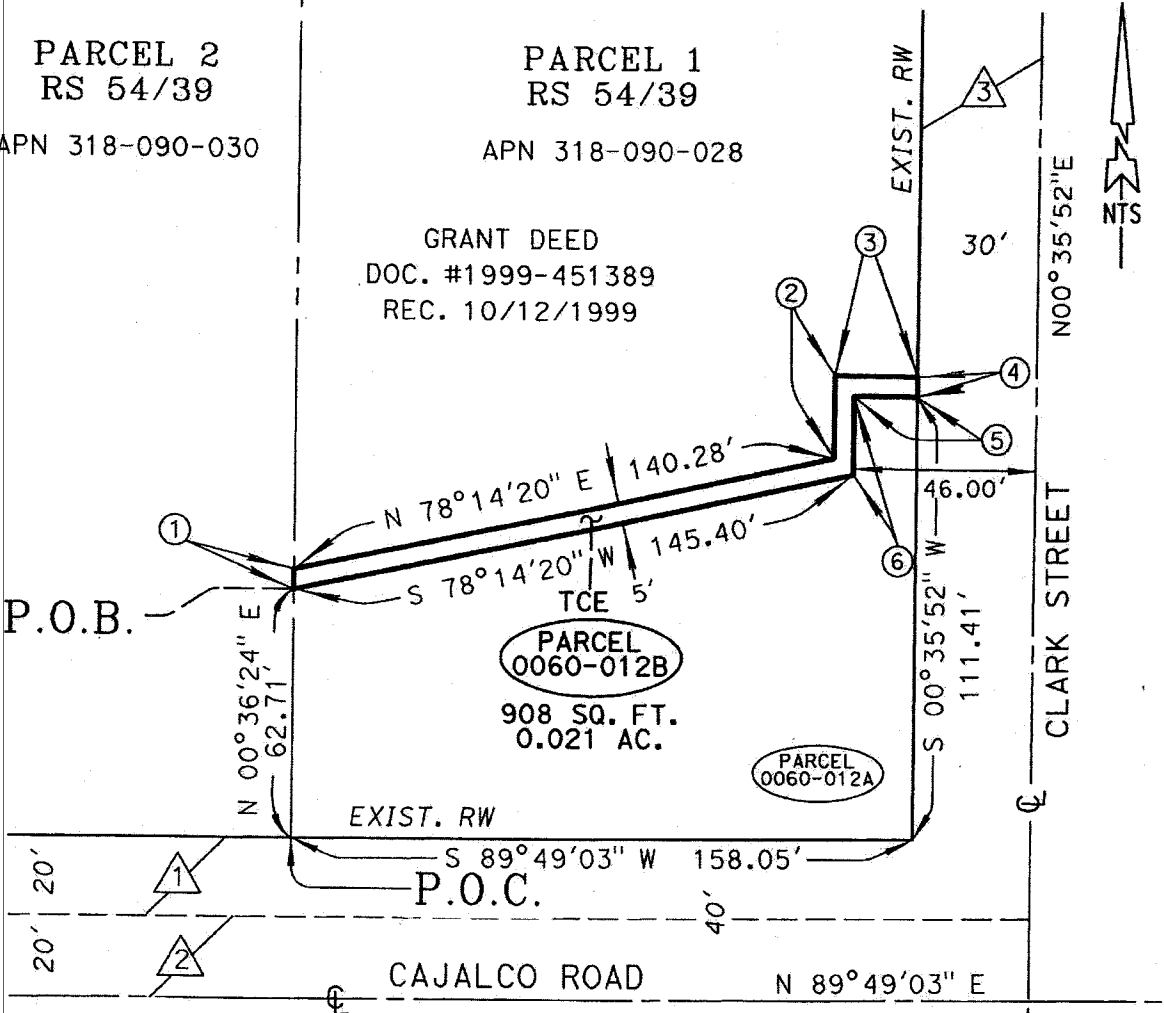 PARCEL 2
RS 54/39
APN 318-090-030
PARCEL 1
RS 54/39
APN 318-090-028
GRANT DEED
DOC. #1999-451389
REC. 10/12/1999
EXIST. RW
3
N
NTS
30'
N00°35'52"E
2
3
4
5
6
1
N 78°14'20" E 140.28'
S 78°14'20" W 145.40'
5'
46.00'
P.O.B.
TCE
PARCEL
0060-012B
908 SQ. FT.
0.021 AC.
N 00°36'24" E
62.71'
S 00°35'52" W
111.41'
CLARK STREET
PARCEL
0060-012A
EXIST. RW
S 89°49'03" W 158.05'
P.O.C.
20'
1
20'
2
40'
CAJALCO ROAD
N 89°49'03" E
CL
CL